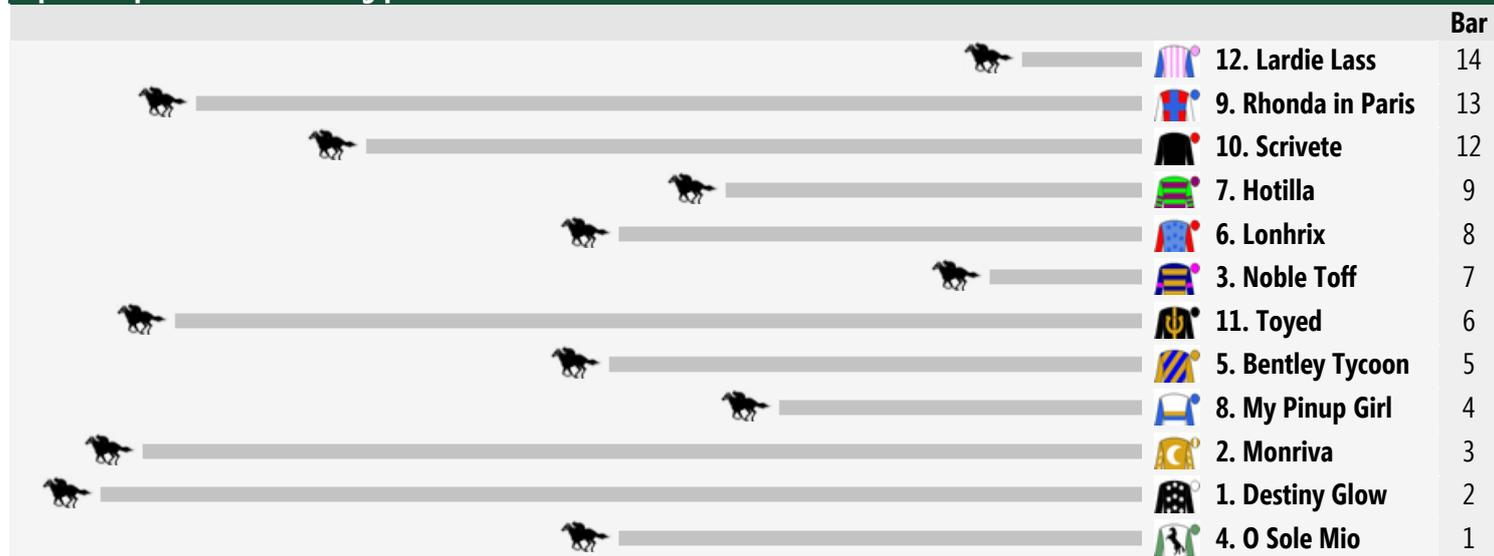 Bar
12. Lardie Lass 14
9. Rhonda in Paris 13
10. Scrivete 12
7. Hotilla 9
6. Lonhrix 8
3. Noble Toff 7
11. Toyed 6
5. Bentley Tycoon 5
8. My Pinup Girl 4
2. Monriva 3
1. Destiny Glow 2
4. O Sole Mio 1